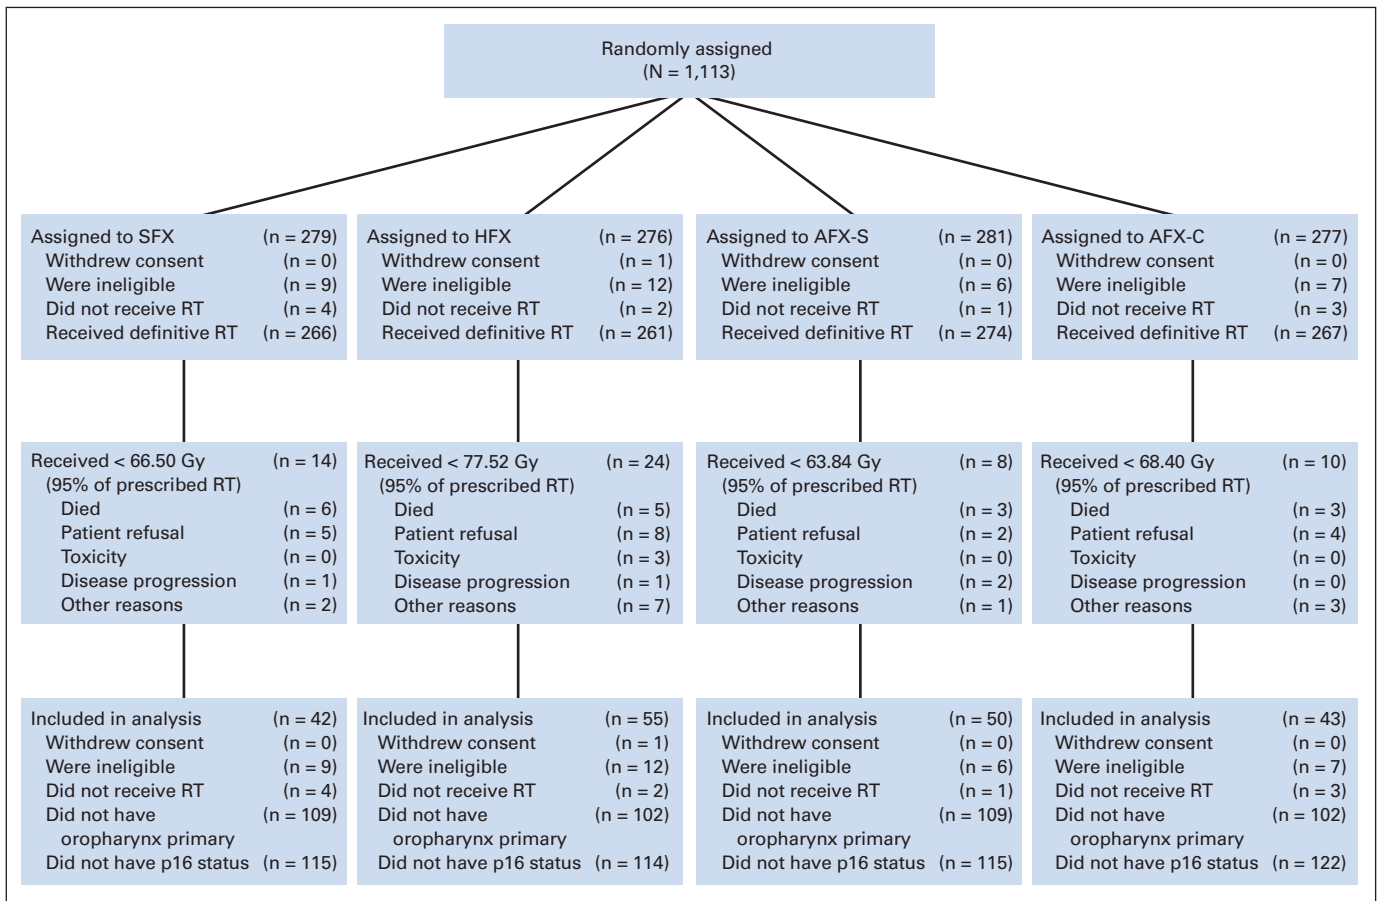 Randomly assigned
(N = 1,113)
Assigned to SFX (n = 279)
Withdrew consent (n = 0)
Were ineligible (n = 9)
Did not receive RT (n = 4)
Received definitive RT (n = 266)
Assigned to HFX (n = 276)
Withdrew consent (n = 1)
Were ineligible (n = 12)
Did not receive RT (n = 2)
Received definitive RT (n = 261)
Assigned to AFX-S (n = 281)
Withdrew consent (n = 0)
Were ineligible (n = 6)
Did not receive RT (n = 1)
Received definitive RT (n = 274)
Assigned to AFX-C (n = 277)
Withdrew consent (n = 0)
Were ineligible (n = 7)
Did not receive RT (n = 3)
Received definitive RT (n = 267)
Received < 66.50 Gy (n = 14)
(95% of prescribed RT)
Died (n = 6)
Patient refusal (n = 5)
Toxicity (n = 0)
Disease progression (n = 1)
Other reasons (n = 2)
Received < 77.52 Gy (n = 24)
(95% of prescribed RT)
Died (n = 5)
Patient refusal (n = 8)
Toxicity (n = 3)
Disease progression (n = 1)
Other reasons (n = 7)
Received < 63.84 Gy (n = 8)
(95% of prescribed RT)
Died (n = 3)
Patient refusal (n = 2)
Toxicity (n = 0)
Disease progression (n = 2)
Other reasons (n = 1)
Received < 68.40 Gy (n = 10)
(95% of prescribed RT)
Died (n = 3)
Patient refusal (n = 4)
Toxicity (n = 0)
Disease progression (n = 0)
Other reasons (n = 3)
Included in analysis (n = 42)
Withdrew consent (n = 0)
Were ineligible (n = 9)
Did not receive RT (n = 4)
Did not have (n = 109)
oropharynx primary
Did not have p16 status (n = 115)
Included in analysis (n = 55)
Withdrew consent (n = 1)
Were ineligible (n = 12)
Did not receive RT (n = 2)
Did not have (n = 102)
oropharynx primary
Did not have p16 status (n = 114)
Included in analysis (n = 50)
Withdrew consent (n = 0)
Were ineligible (n = 6)
Did not receive RT (n = 1)
Did not have (n = 109)
oropharynx primary
Did not have p16 status (n = 115)
Included in analysis (n = 43)
Withdrew consent (n = 0)
Were ineligible (n = 7)
Did not receive RT (n = 3)
Did not have (n = 102)
oropharynx primary
Did not have p16 status (n = 122)